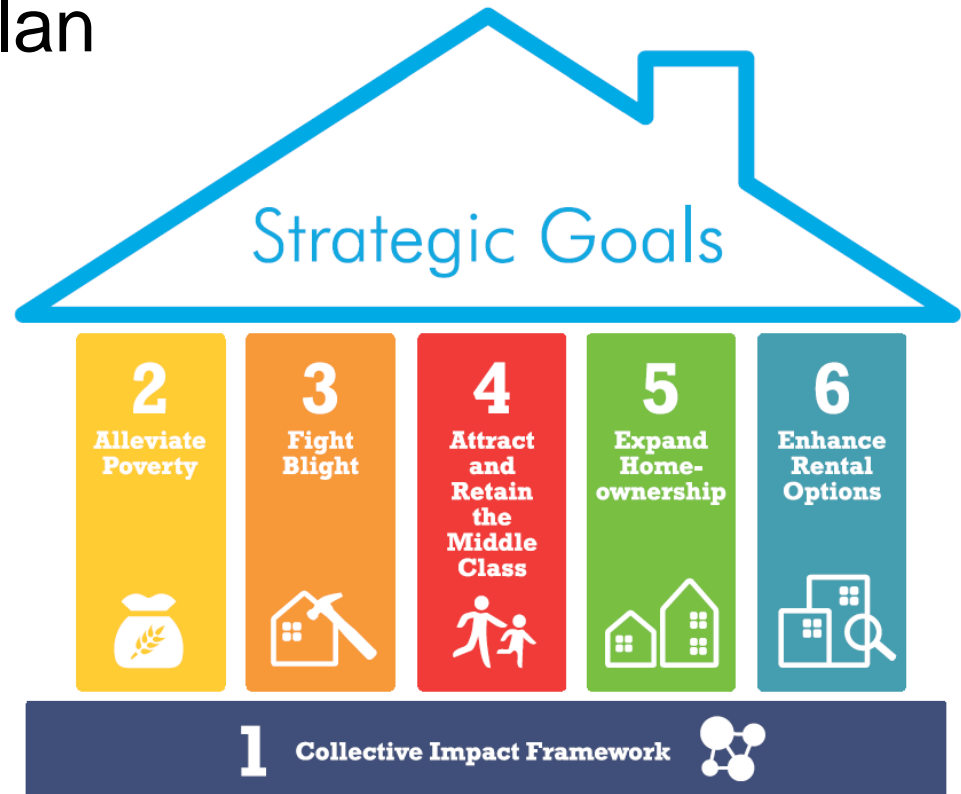 lan
Strategic Goals
2
Alleviate
Poverty
3
Fight
Blight
4
Attract
and
Retain
the
Middle
Class
5
Expand
Home-
ownership
6
Enhance
Rental
Options
1 Collective Impact Framework